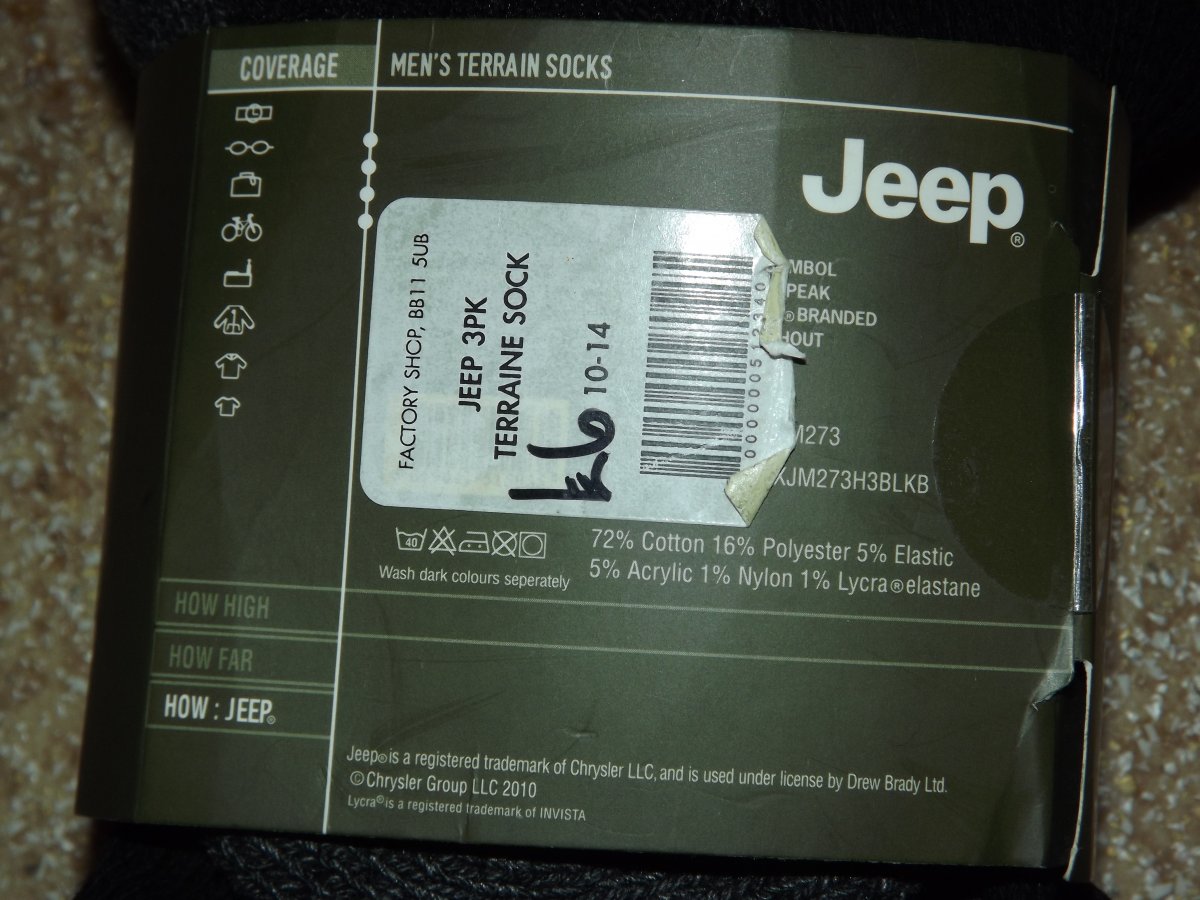 COVERAGE
MEN'S TERRAIN SOCKS
Jeep®
MBOL
PEAK
® BRANDED
HOUT
FACTORY SHOP, BB11 5UB
JEEP 3PK
TERRAINE SOCK
10-14
M273
KJM273H3BLKB
40
72% Cotton 16% Polyester 5% Elastic
5% Acrylic 1% Nylon 1% Lycra®elastane
Wash dark colours seperately
HOW HIGH
HOW FAR
HOW : JEEP®
Jeep® is a registered trademark of Chrysler LLC, and is used under license by Drew Brady Ltd.
©Chrysler Group LLC 2010
Lycra® is a registered trademark of INVISTA